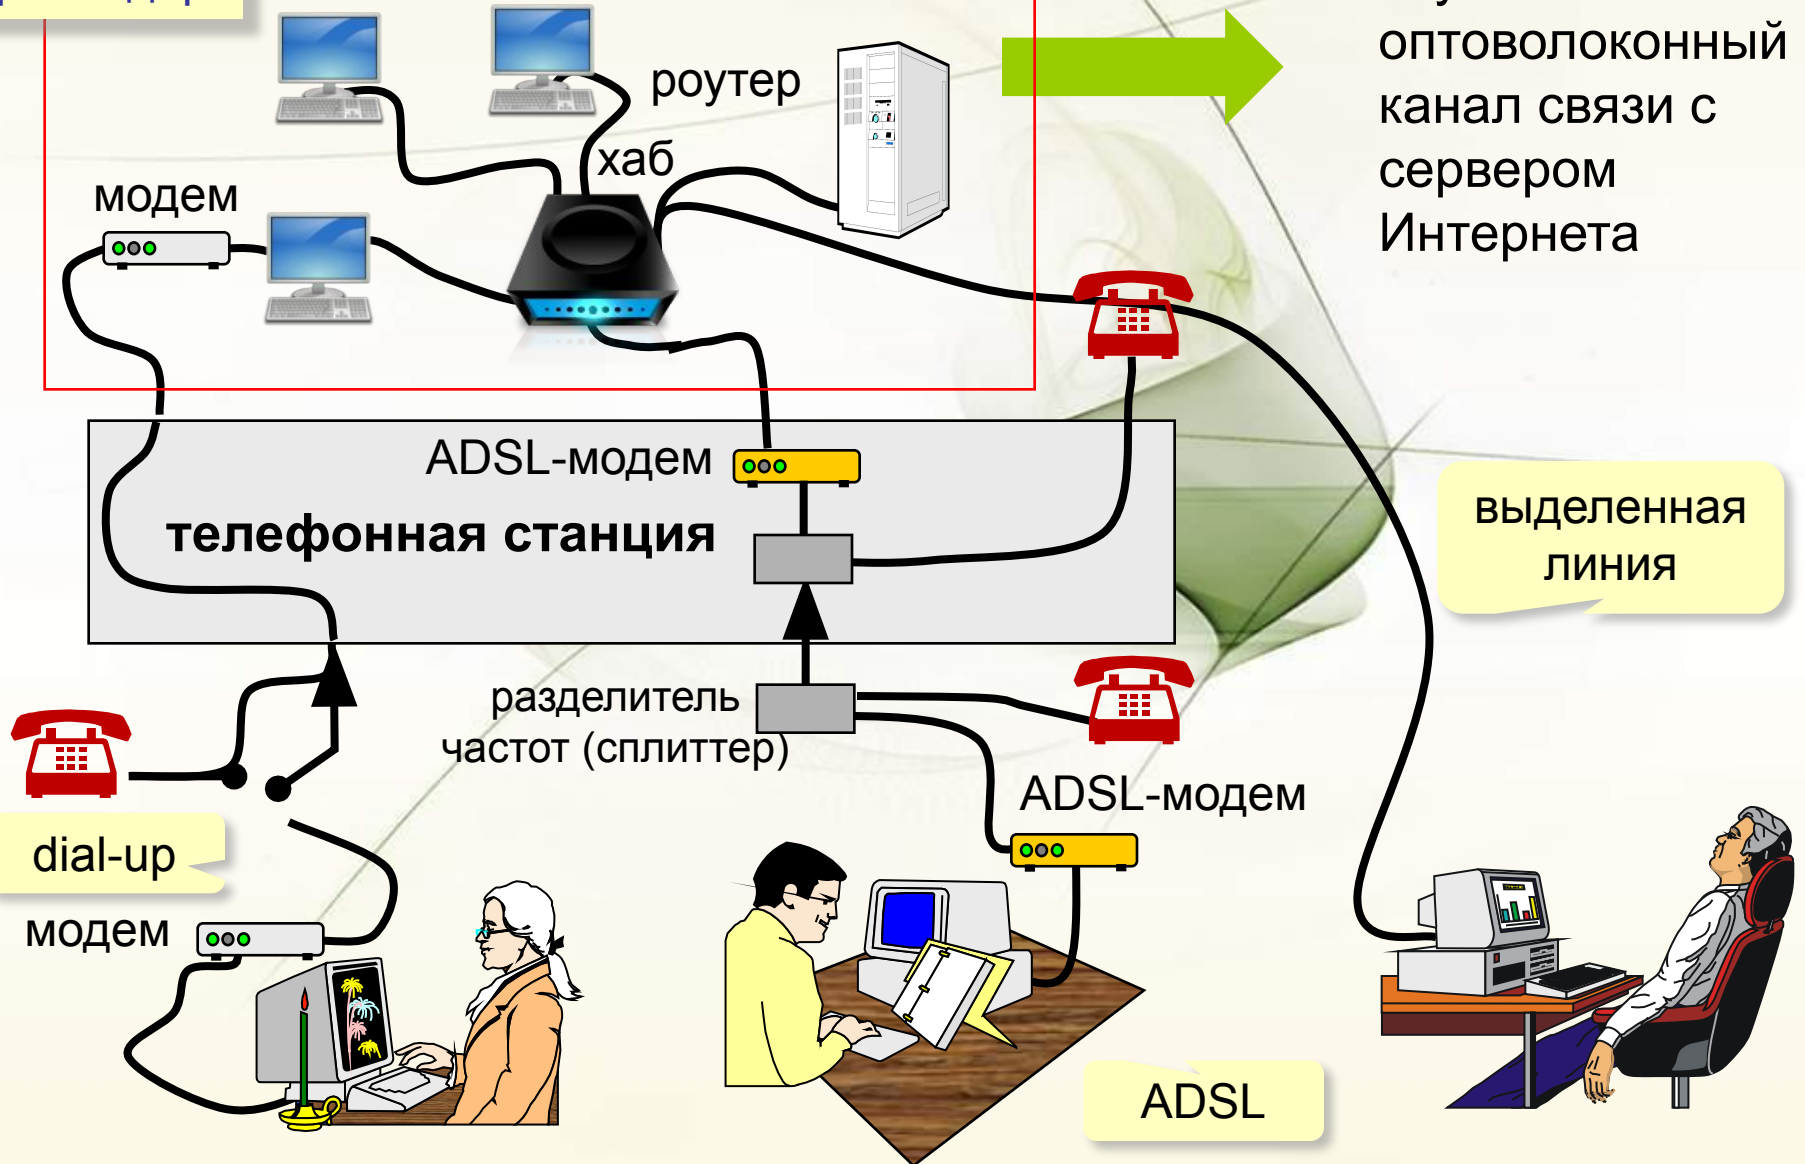 оптоволоконный
канал связи с
сервером
Интернета
роутер
хаб
модем
ADSL-модем
телефонная станция
выделенная
линия
разделитель
частот (сплиттер)
ADSL-модем
dial-up
модем
ADSL